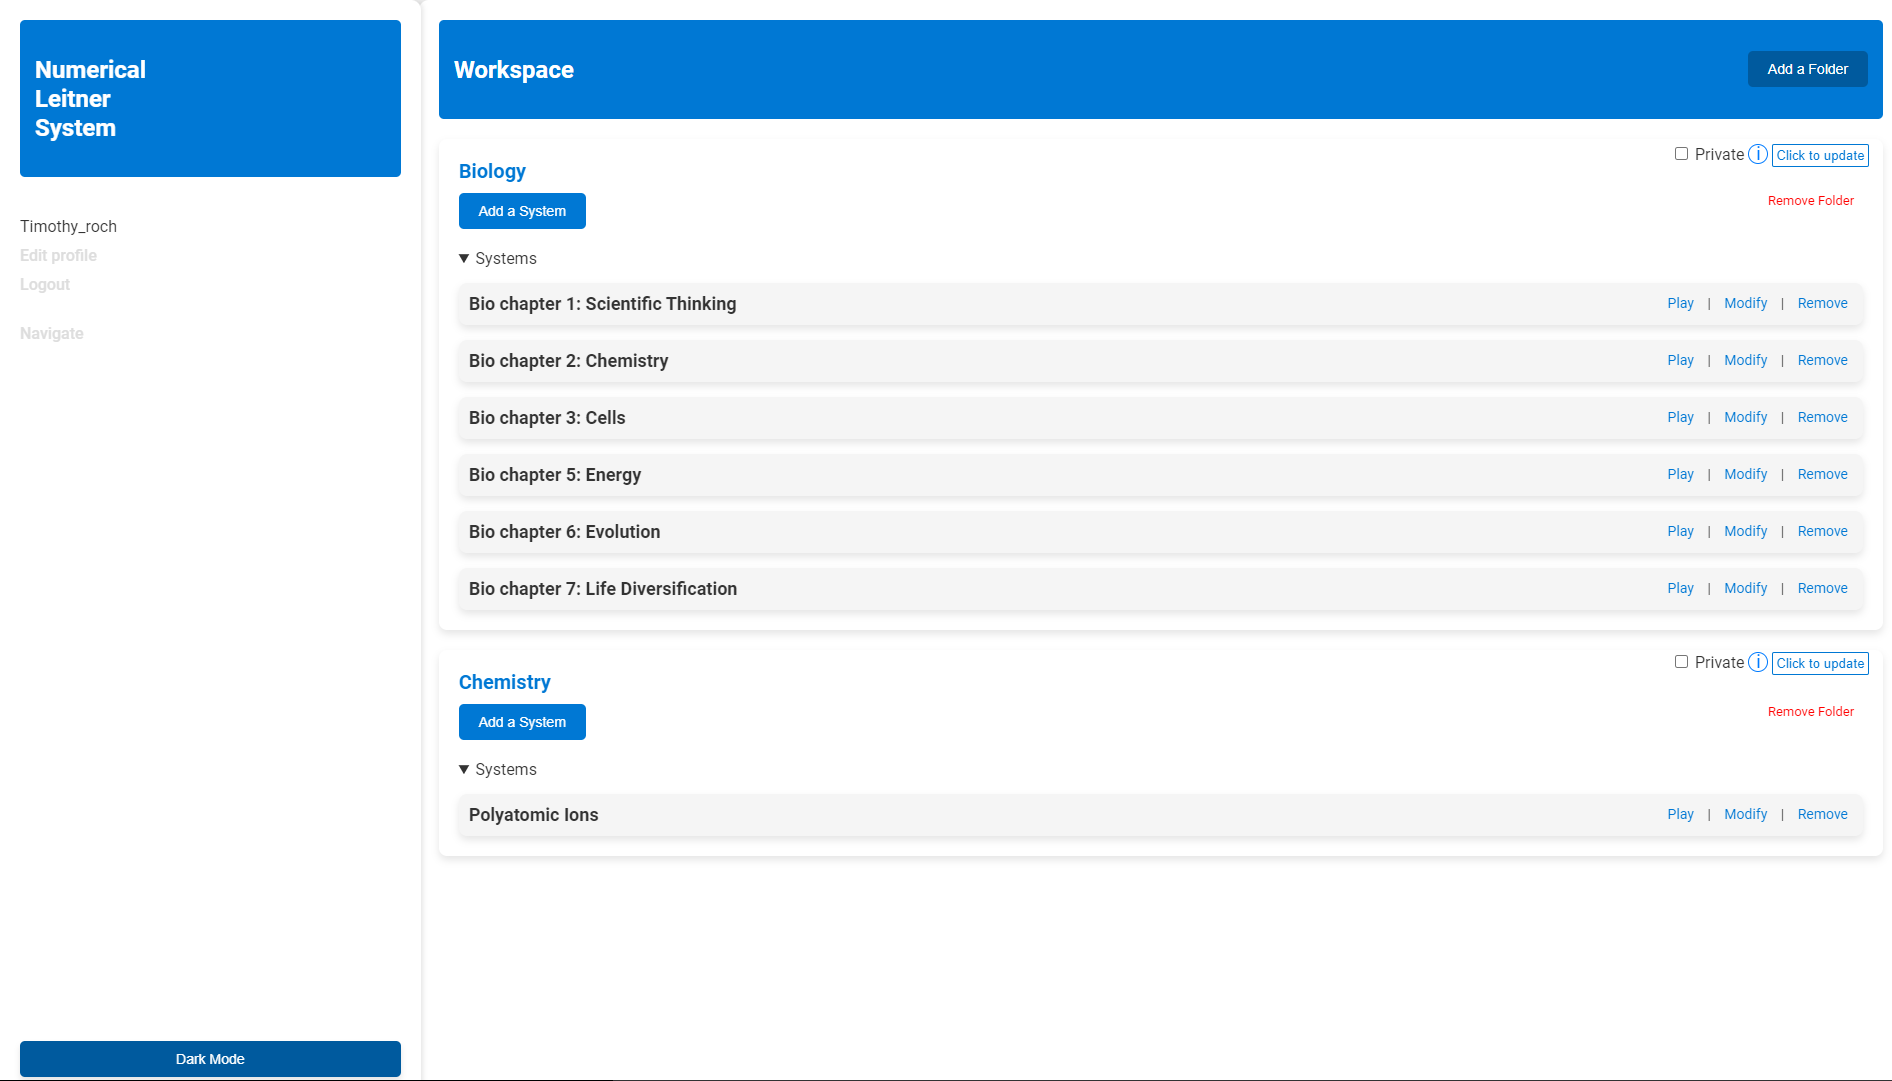 Numerical
Leitner
System
Timothy_roch
Edit profile
Logout
Navigate
Dark Mode
Workspace
Add a Folder
Biology
Private ⓘ Click to update
Add a System
Remove Folder
▼ Systems
Bio chapter 1: Scientific Thinking Play | Modify | Remove
Bio chapter 2: Chemistry Play | Modify | Remove
Bio chapter 3: Cells Play | Modify | Remove
Bio chapter 5: Energy Play | Modify | Remove
Bio chapter 6: Evolution Play | Modify | Remove
Bio chapter 7: Life Diversification Play | Modify | Remove
Chemistry
Private ⓘ Click to update
Add a System
Remove Folder
▼ Systems
Polyatomic Ions Play | Modify | Remove